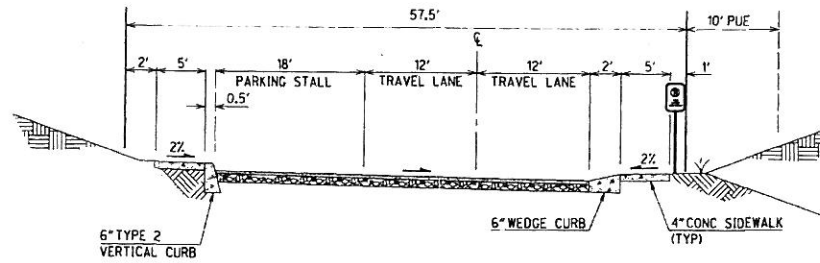 57.5'
10' PUE
℄
2' 5' 18' 12' 12' 2' 5' 1'
PARKING STALL TRAVEL LANE TRAVEL LANE
0.5'
2% 2%
6" TYPE 2
VERTICAL CURB
6" WEDGE CURB
4" CONC SIDEWALK
(TYP)